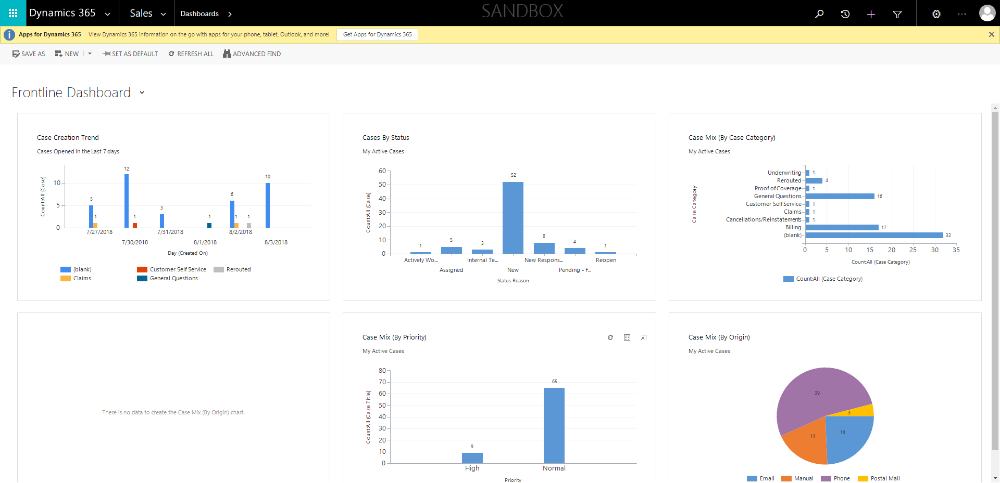 Dynamics 365 Sales Dashboards SANDBOX
Apps for Dynamics 365 View Dynamics 365 information on the go with apps for your phone, tablet, Outlook, and more! Get Apps for Dynamics 365
SAVE AS NEW SET AS DEFAULT REFRESH ALL ADVANCED FIND
Frontline Dashboard
Case Creation Trend
Cases Opened in the Last 7 days
Count:All (Case)
10
5
0
5
1
12
1
3
1
6
1
1
10
7/27/2018 7/31/2018 8/2/2018
7/30/2018 8/1/2018 8/3/2018
Day (Created On)
(blank) Customer Self Service Rerouted
Claims General Questions
Cases By Status
My Active Cases
Count:All (Case)
60
50
40
30
20
10
0
1
5
3
52
8
4
1
Actively Wo... Internal Te... New Respons... Reopen
Assigned New Pending - F...
Status Reason
Case Mix (By Case Category)
My Active Cases
Case Category
Underwriting 1
Rerouted 4
Proof of Coverage 1
General Questions 16
Customer Self Service 1
Claims 1
Cancellations/Reinstatements 1
Billing 17
(blank) 32
0 5 10 15 20 25 30 35
Count:All (Case Category)
Count:All (Case Category)
There is no data to create the Case Mix (By Origin) chart.
Case Mix (By Priority)
My Active Cases
Count:All (Case Title)
80
70
60
50
40
30
20
10
0
9
65
High Normal
Priority
Case Mix (By Origin)
My Active Cases
39
3
18
14
Email Manual Phone Postal Mail